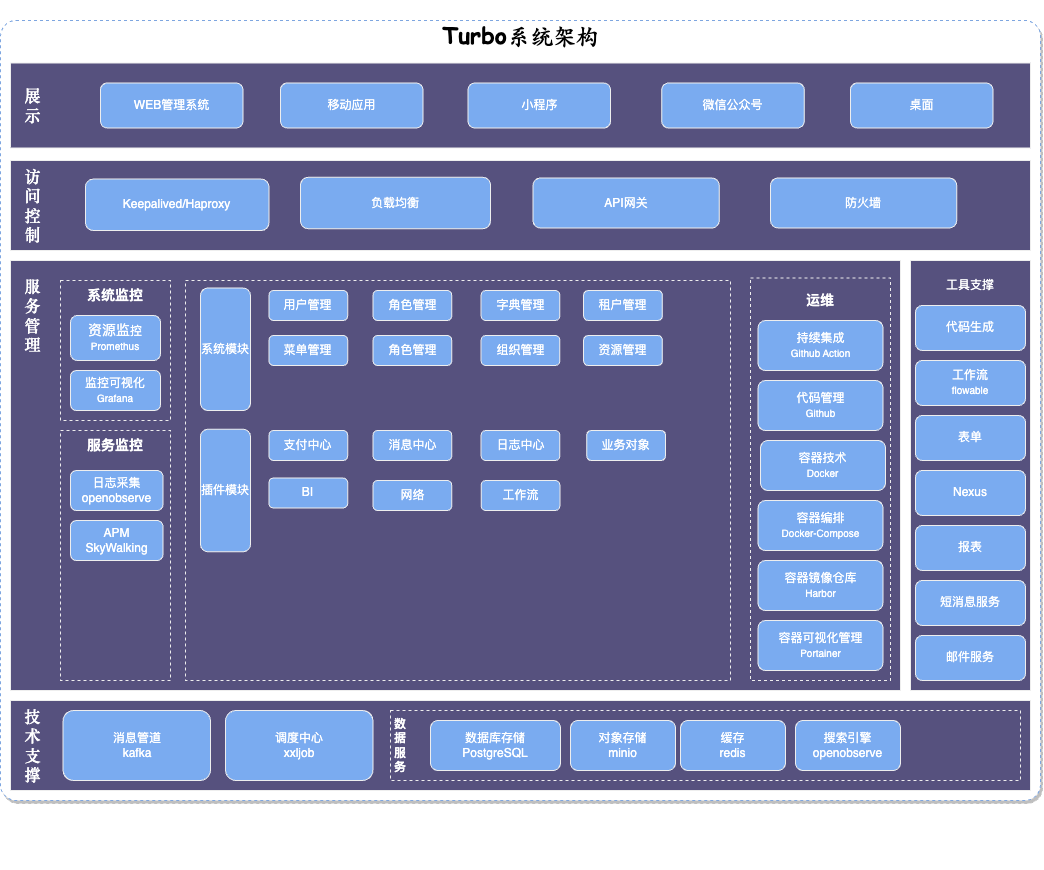 Turbo系统架构
展示
WEB管理系统
移动应用
小程序
微信公众号
桌面
访问控制
Keepalived/Haproxy
负载均衡
API网关
防火墙
服务管理
系统监控
资源监控
Promethus
监控可视化
Grafana
服务监控
日志采集
openobserve
APM
SkyWalking
系统模块
用户管理
角色管理
字典管理
租户管理
菜单管理
角色管理
组织管理
资源管理
插件模块
支付中心
消息中心
日志中心
业务对象
BI
网络
工作流
运维
持续集成
Github Action
代码管理
Github
容器技术
Docker
容器编排
Docker-Compose
容器镜像仓库
Harbor
容器可视化管理
Portainer
工具支撑
代码生成
工作流
flowable
表单
Nexus
报表
短消息服务
邮件服务
技术支撑
消息管道
kafka
调度中心
xxljob
数据服务
数据库存储
PostgreSQL
对象存储
minio
缓存
redis
搜索引擎
openobserve